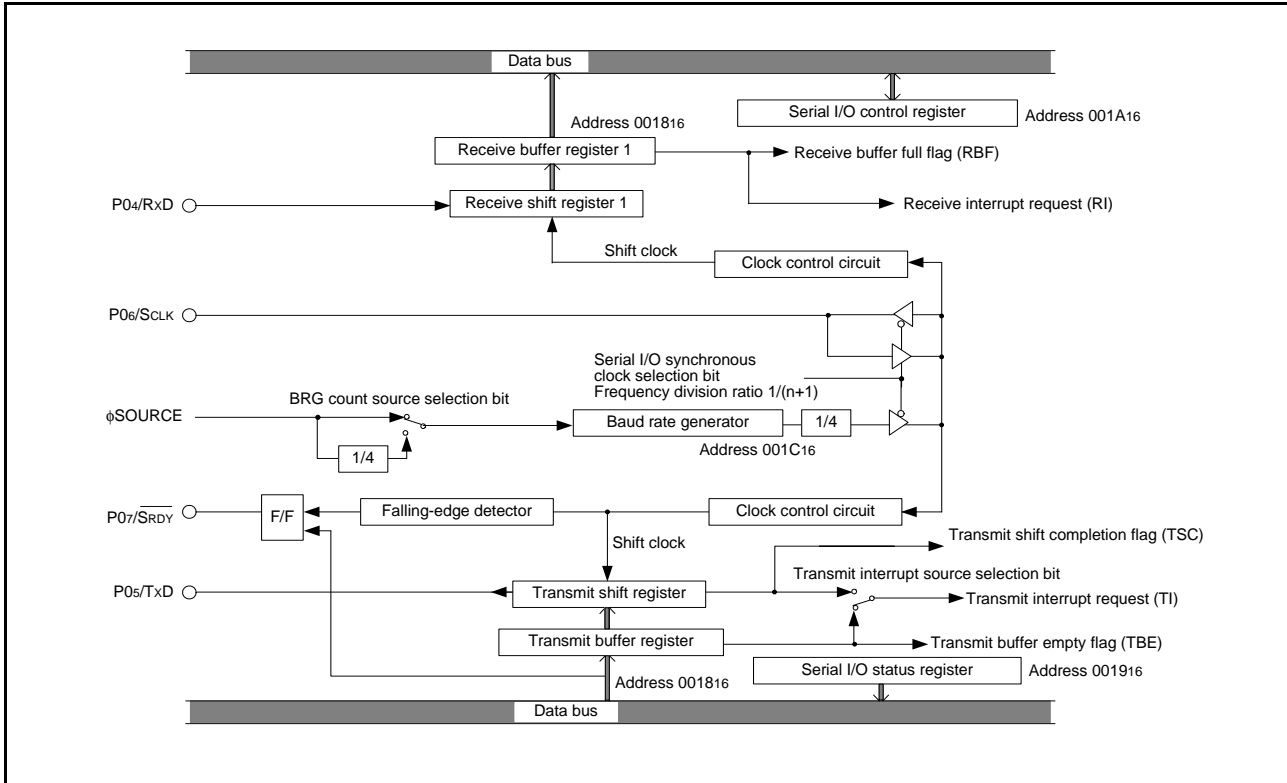 Data bus
Serial I/O control register
Address 001A16
Address 001816
Receive buffer register 1
Receive buffer full flag (RBF)
P04/RXD
Receive shift register 1
Receive interrupt request (RI)
Shift clock
Clock control circuit
P06/SCLK
Serial I/O synchronous
clock selection bit
Frequency division ratio 1/(n+1)
BRG count source selection bit
φSOURCE
Baud rate generator
1/4
Address 001C16
1/4
P07/SRDY
F/F
Falling-edge detector
Clock control circuit
Shift clock
Transmit shift completion flag (TSC)
Transmit interrupt source selection bit
P05/TXD
Transmit shift register
Transmit interrupt request (TI)
Transmit buffer register
Transmit buffer empty flag (TBE)
Serial I/O status register
Address 001916
Address 001816
Data bus